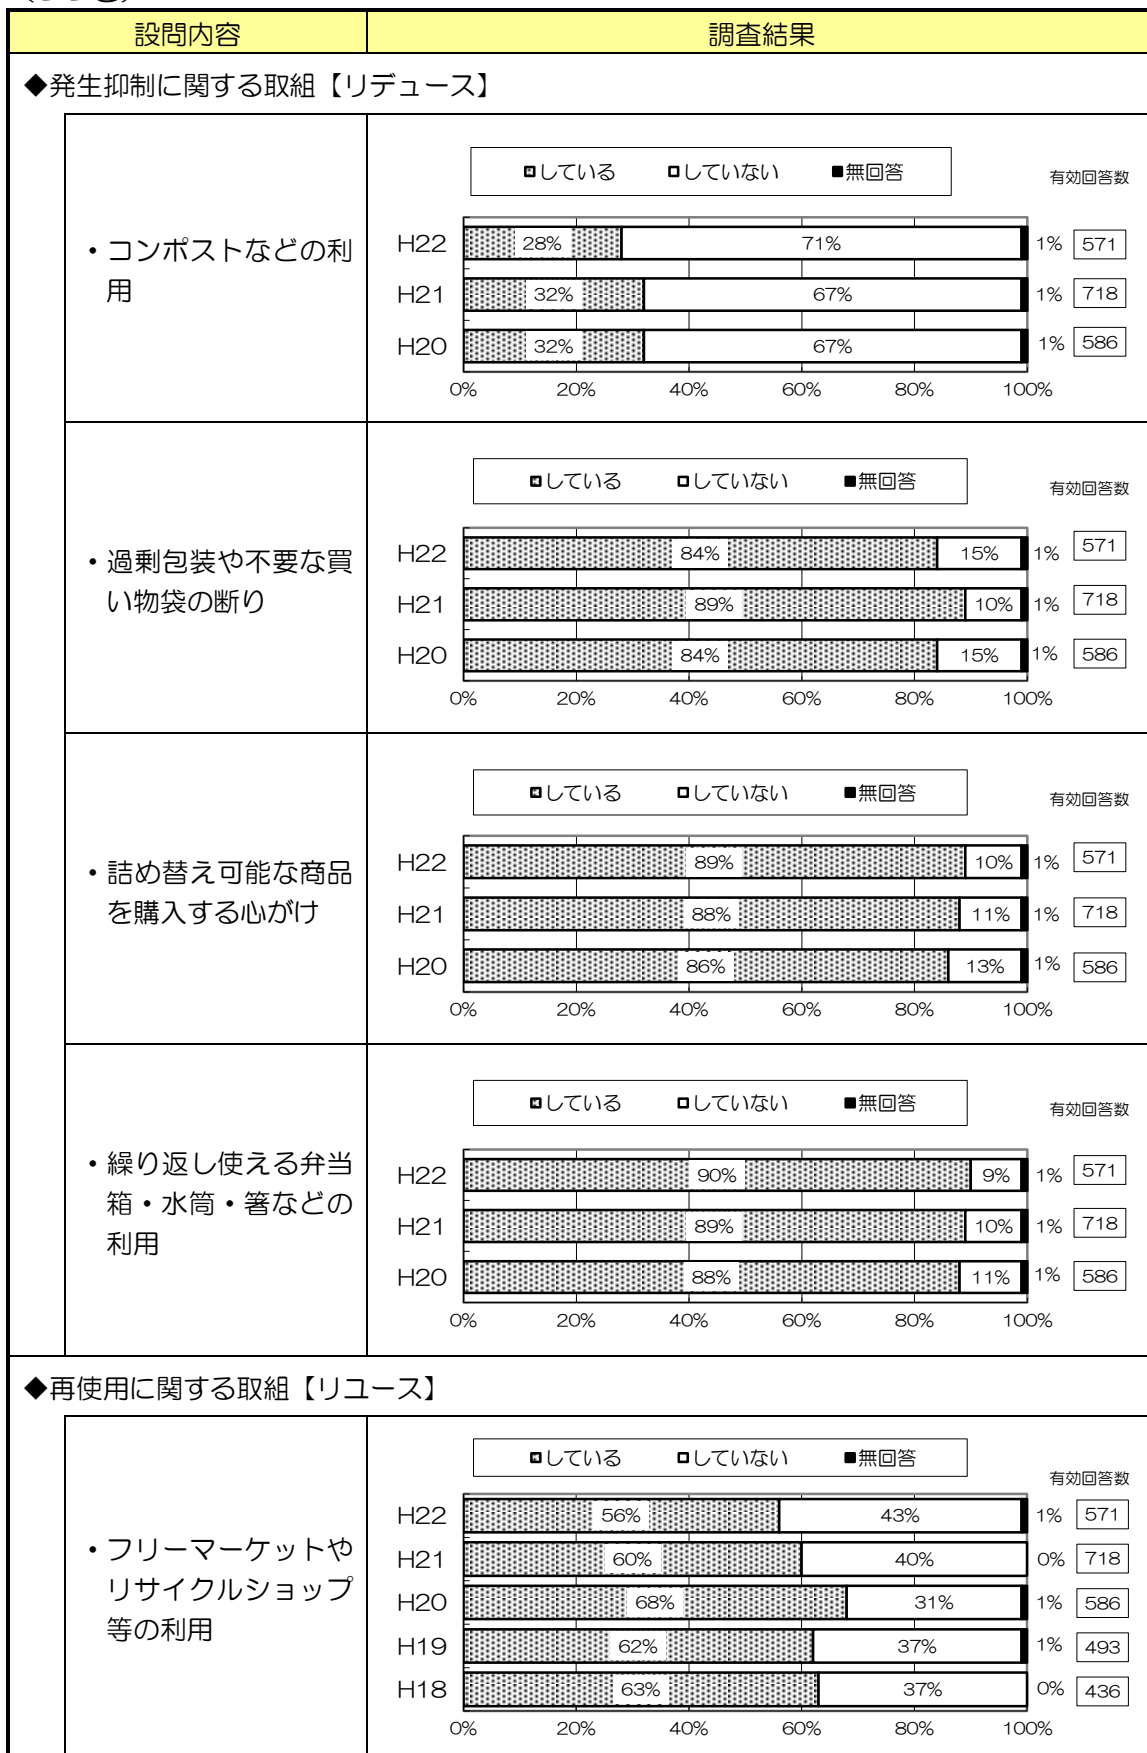 設問内容 調査結果
◆発生抑制に関する取組【リデュース】
・コンポストなどの利
用
している していない 無回答 有効回答数
H22 28% 71% 1% 571
H21 32% 67% 1% 718
H20 32% 67% 1% 586
0% 20% 40% 60% 80% 100%
・過剰包装や不要な買
い物袋の断り
している していない 無回答 有効回答数
H22 84% 15% 1% 571
H21 89% 10% 1% 718
H20 84% 15% 1% 586
0% 20% 40% 60% 80% 100%
・詰め替え可能な商品
を購入する心がけ
している していない 無回答 有効回答数
H22 89% 10% 1% 571
H21 88% 11% 1% 718
H20 86% 13% 1% 586
0% 20% 40% 60% 80% 100%
・繰り返し使える弁当
箱・水筒・箸などの
利用
している していない 無回答 有効回答数
H22 90% 9% 1% 571
H21 89% 10% 1% 718
H20 88% 11% 1% 586
0% 20% 40% 60% 80% 100%
◆再使用に関する取組【リユース】
・フリーマーケットや
リサイクルショップ
等の利用
している していない 無回答 有効回答数
H22 56% 43% 1% 571
H21 60% 40% 0% 718
H20 68% 31% 1% 586
H19 62% 37% 1% 493
H18 63% 37% 0% 436
0% 20% 40% 60% 80% 100%